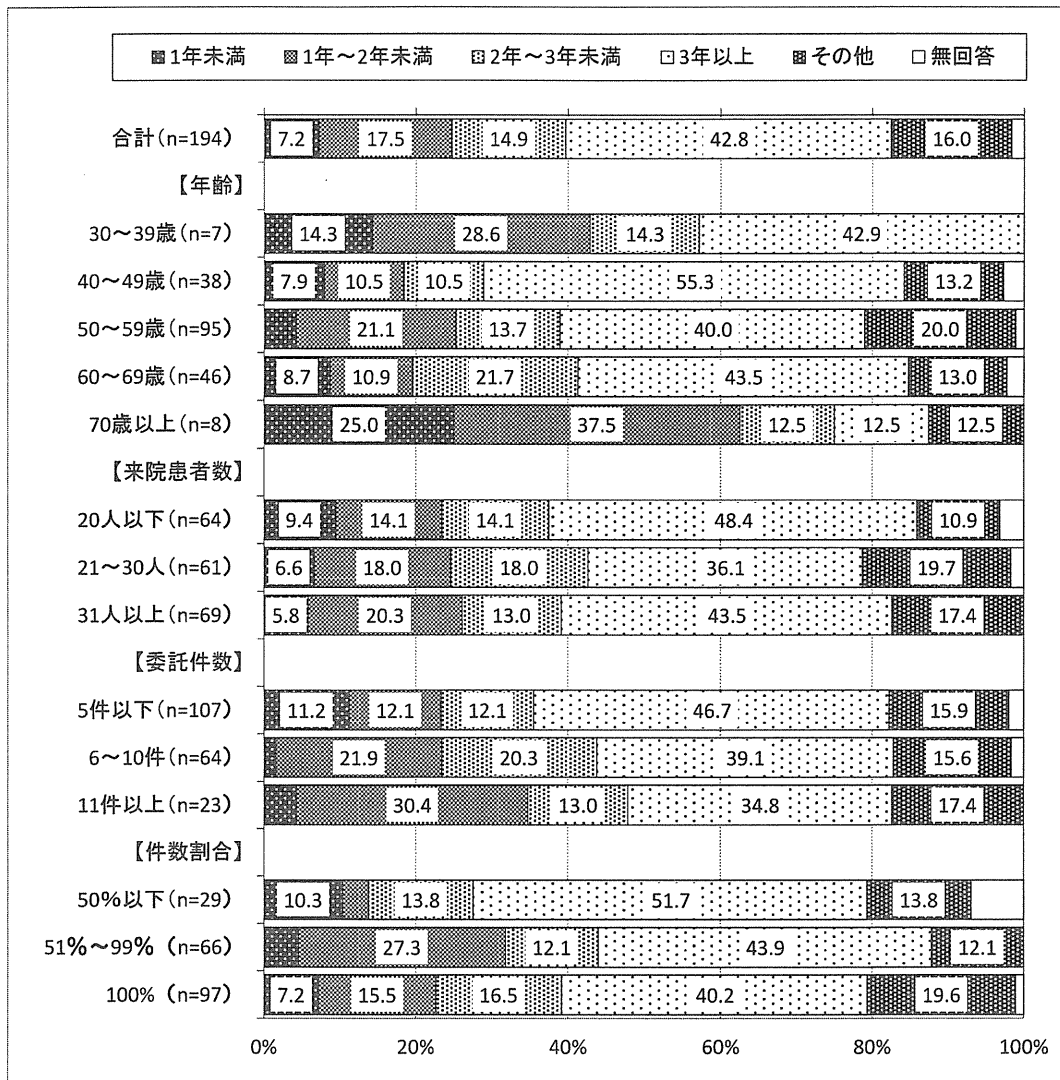 1年未満 1年～2年未満 2年～3年未満 3年以上 その他 無回答
合計(n=194) 7.2 17.5 14.9 42.8 16.0
【年齢】
30～39歳(n=7) 14.3 28.6 14.3 42.9
40～49歳(n=38) 7.9 10.5 10.5 55.3 13.2
50～59歳(n=95) 21.1 13.7 40.0 20.0
60～69歳(n=46) 8.7 10.9 21.7 43.5 13.0
70歳以上(n=8) 25.0 37.5 12.5 12.5 12.5
【来院患者数】
20人以下(n=64) 9.4 14.1 14.1 48.4 10.9
21～30人(n=61) 6.6 18.0 18.0 36.1 19.7
31人以上(n=69) 5.8 20.3 13.0 43.5 17.4
【委託件数】
5件以下(n=107) 11.2 12.1 12.1 46.7 15.9
6～10件(n=64) 21.9 20.3 39.1 15.6
11件以上(n=23) 30.4 13.0 34.8 17.4
【件数割合】
50%以下(n=29) 10.3 13.8 51.7 13.8
51%～99% (n=66) 27.3 12.1 43.9 12.1
100% (n=97) 7.2 15.5 16.5 40.2 19.6
0% 20% 40% 60% 80% 100%